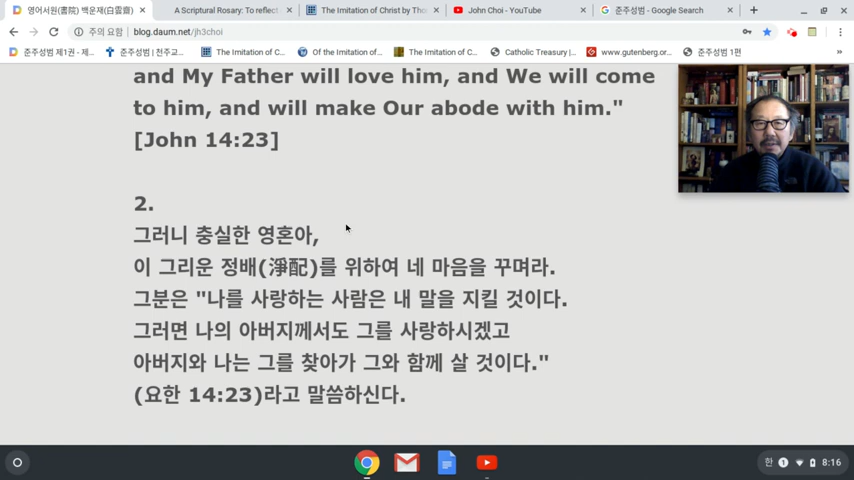 영어서원(書院) 백운재(白雲齋)
A Scriptural Rosary: To reflect
The Imitation of Christ by Tho
John Choi - YouTube
준주성범 - Google Search
주의 요함 | blog.daum.net/jh3choi
준주성범 제1권 - 제...
준주성범 | 천주교...
The Imitation of C...
Of the Imitation of...
The Imitation of C...
Catholic Treasury |...
www.gutenberg.org...
준주성범 1편
and My Father will love him, and We will come
to him, and will make Our abode with him."
[John 14:23]
2.
그러니 충실한 영혼아,
이 그리운 정배(淨配)를 위하여 네 마음을 꾸며라.
그분은 "나를 사랑하는 사람은 내 말을 지킬 것이다.
그러면 나의 아버지께서도 그를 사랑하시겠고
아버지와 나는 그를 찾아가 그와 함께 살 것이다."
(요한 14:23)라고 말씀하신다.
한 1 8:16